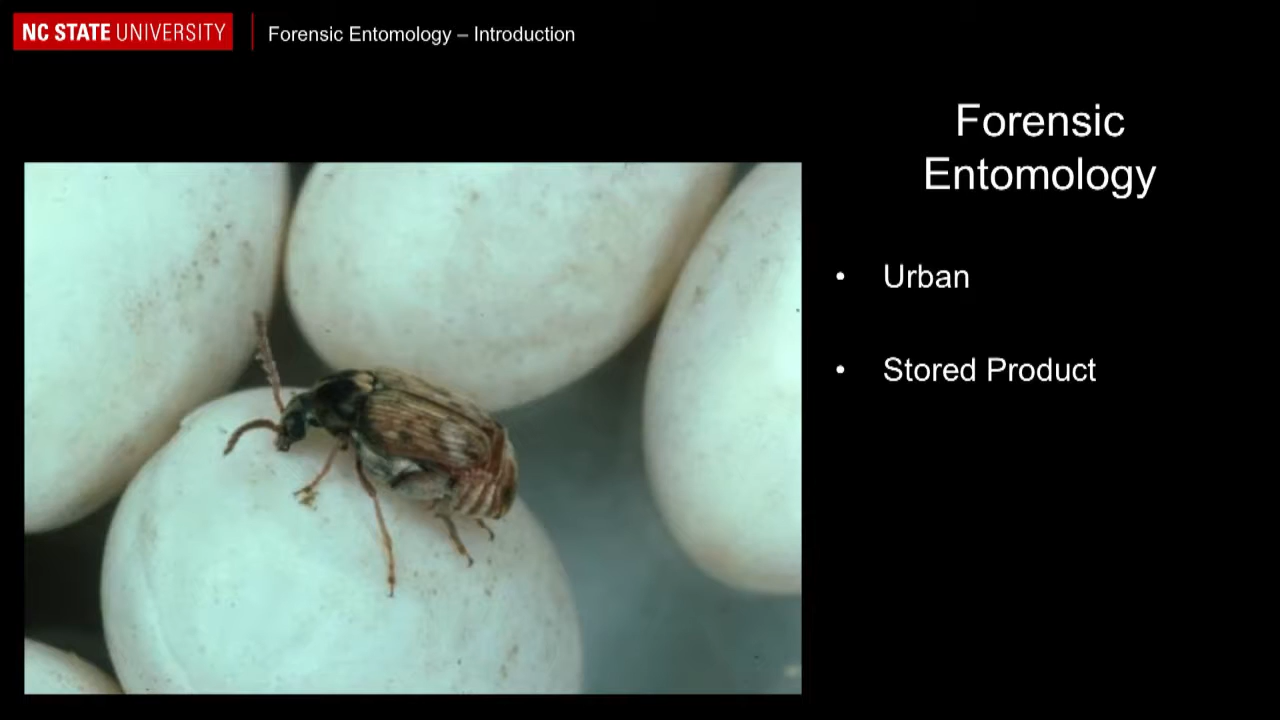 NC STATE UNIVERSITY
Forensic Entomology – Introduction
Forensic
Entomology
• Urban
• Stored Product